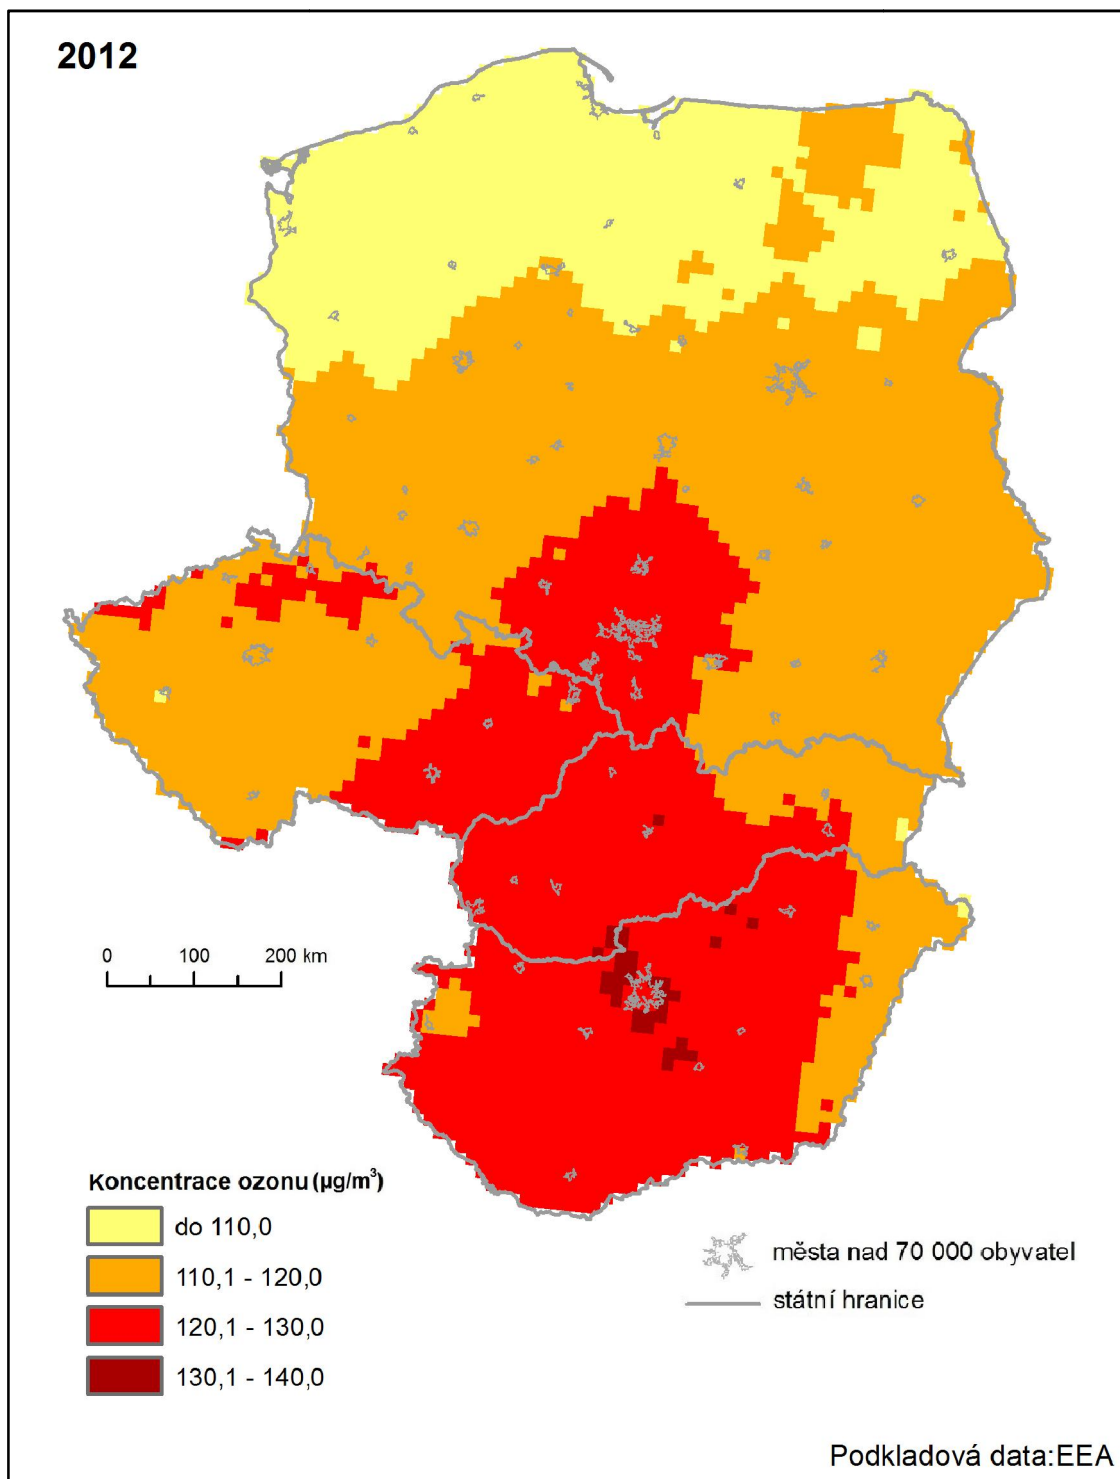 2012
0 100 200 km
Koncentrace ozonu (µg/m³)
do 110,0
110,1 - 120,0
120,1 - 130,0
130,1 - 140,0
města nad 70 000 obyvatel
státní hranice
Podkladová data:EEA